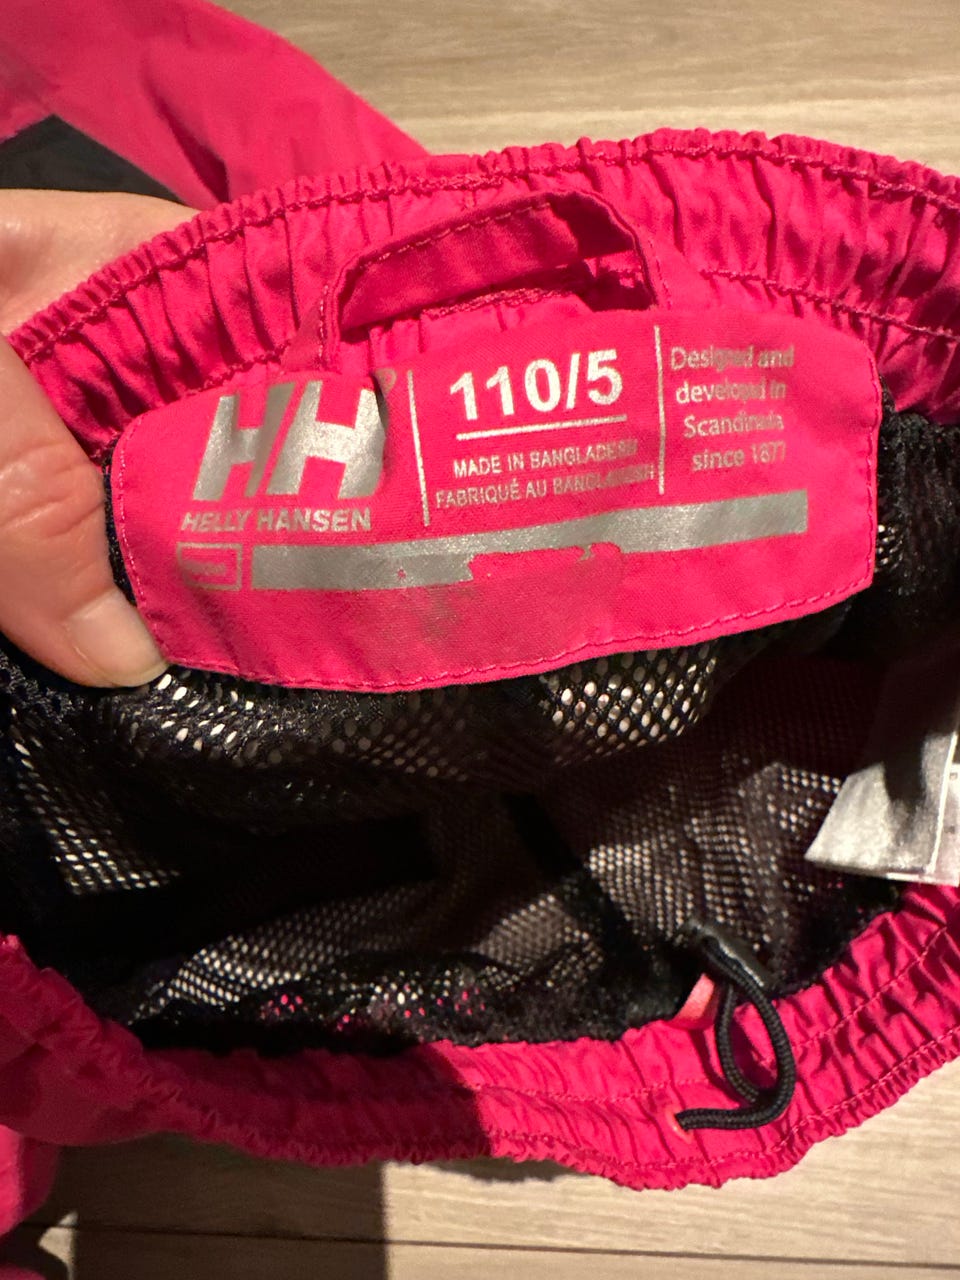 HH
HELLY HANSEN
110/5
MADE IN BANGLADESH
FABRIQUÉ AU BANGLADESH
Designed and
developed in
Scandinavia
since 1877